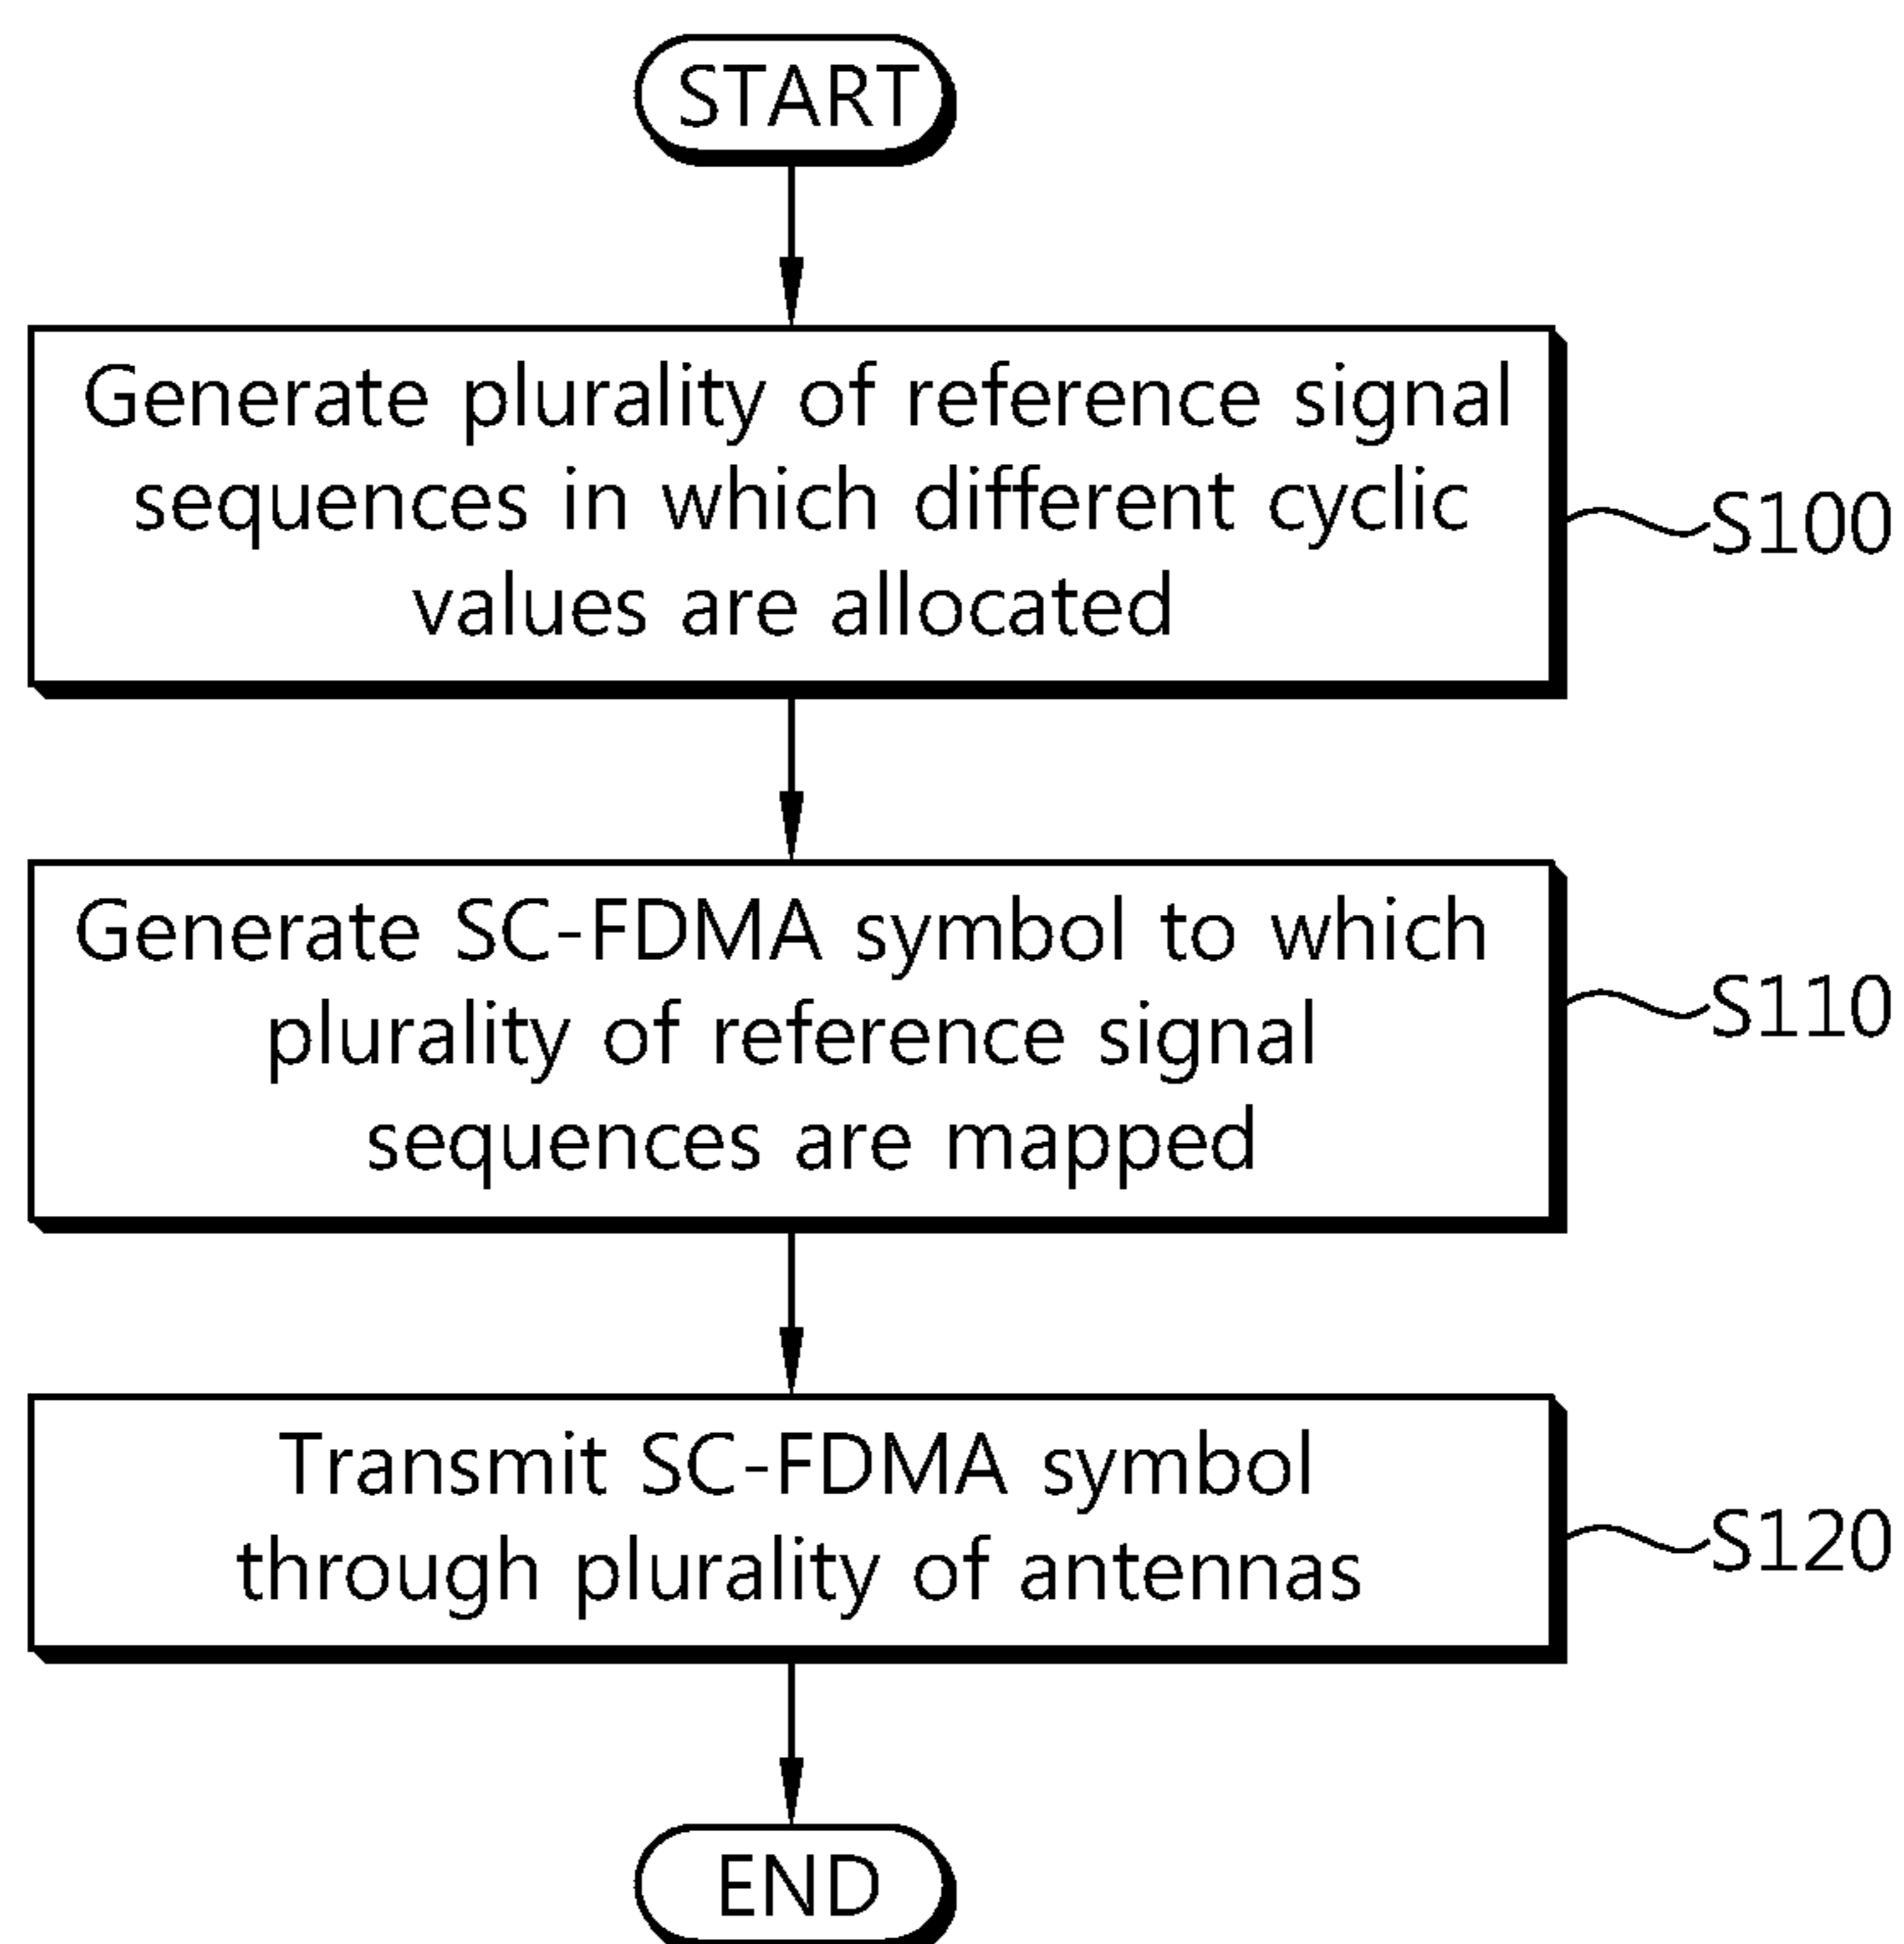 START
Generate plurality of reference signal
sequences in which different cyclic
values are allocated
S100
Generate SC-FDMA symbol to which
plurality of reference signal
sequences are mapped
S110
Transmit SC-FDMA symbol
through plurality of antennas
S120
END